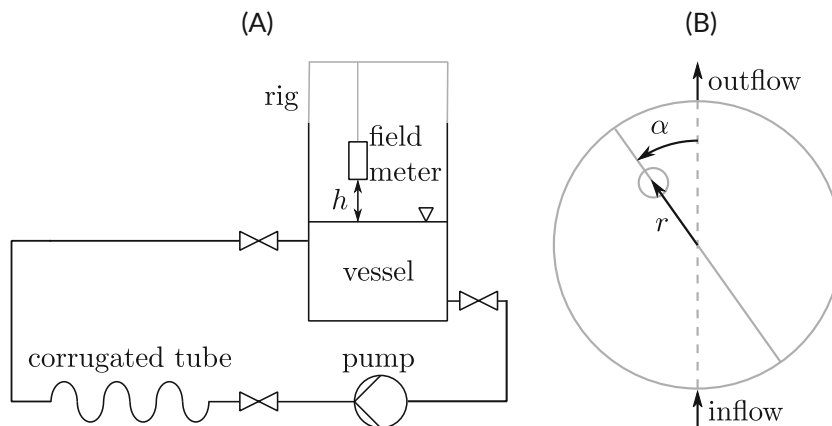 (A)
rig
field
meter
h
vessel
corrugated tube
pump
(B)
outflow
α
r
inflow